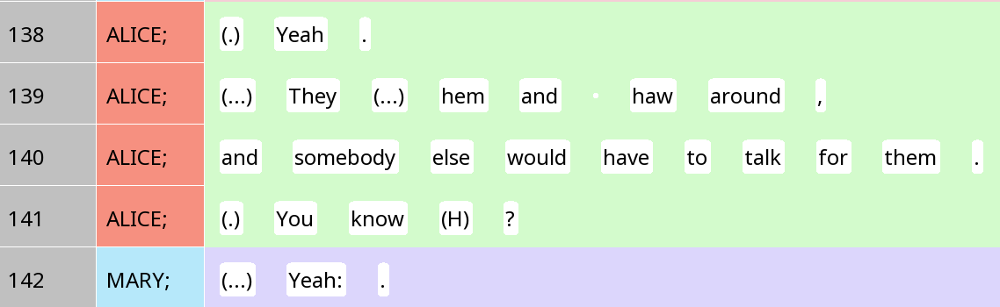 138 ALICE; (.) Yeah .
139 ALICE; (...) They (...) hem and haw around ,
140 ALICE; and somebody else would have to talk for them .
141 ALICE; (.) You know (H) ?
142 MARY; (...) Yeah: .